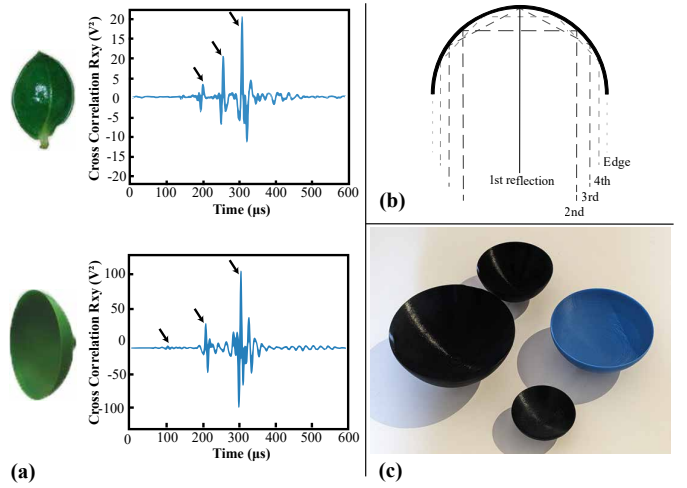 Cross Correlation Rxy (V²)
20
15
10
5
0
-5
-10
15
20
0
100
200
300
400
500
600
Time (µs)
Cross Correlation Rxy (V²)
100
50
0
-50
-100
0
100
200
300
400
500
600
Time (µs)
(a)
Edge
1st reflection
4th
3rd
2nd
(b)
(c)